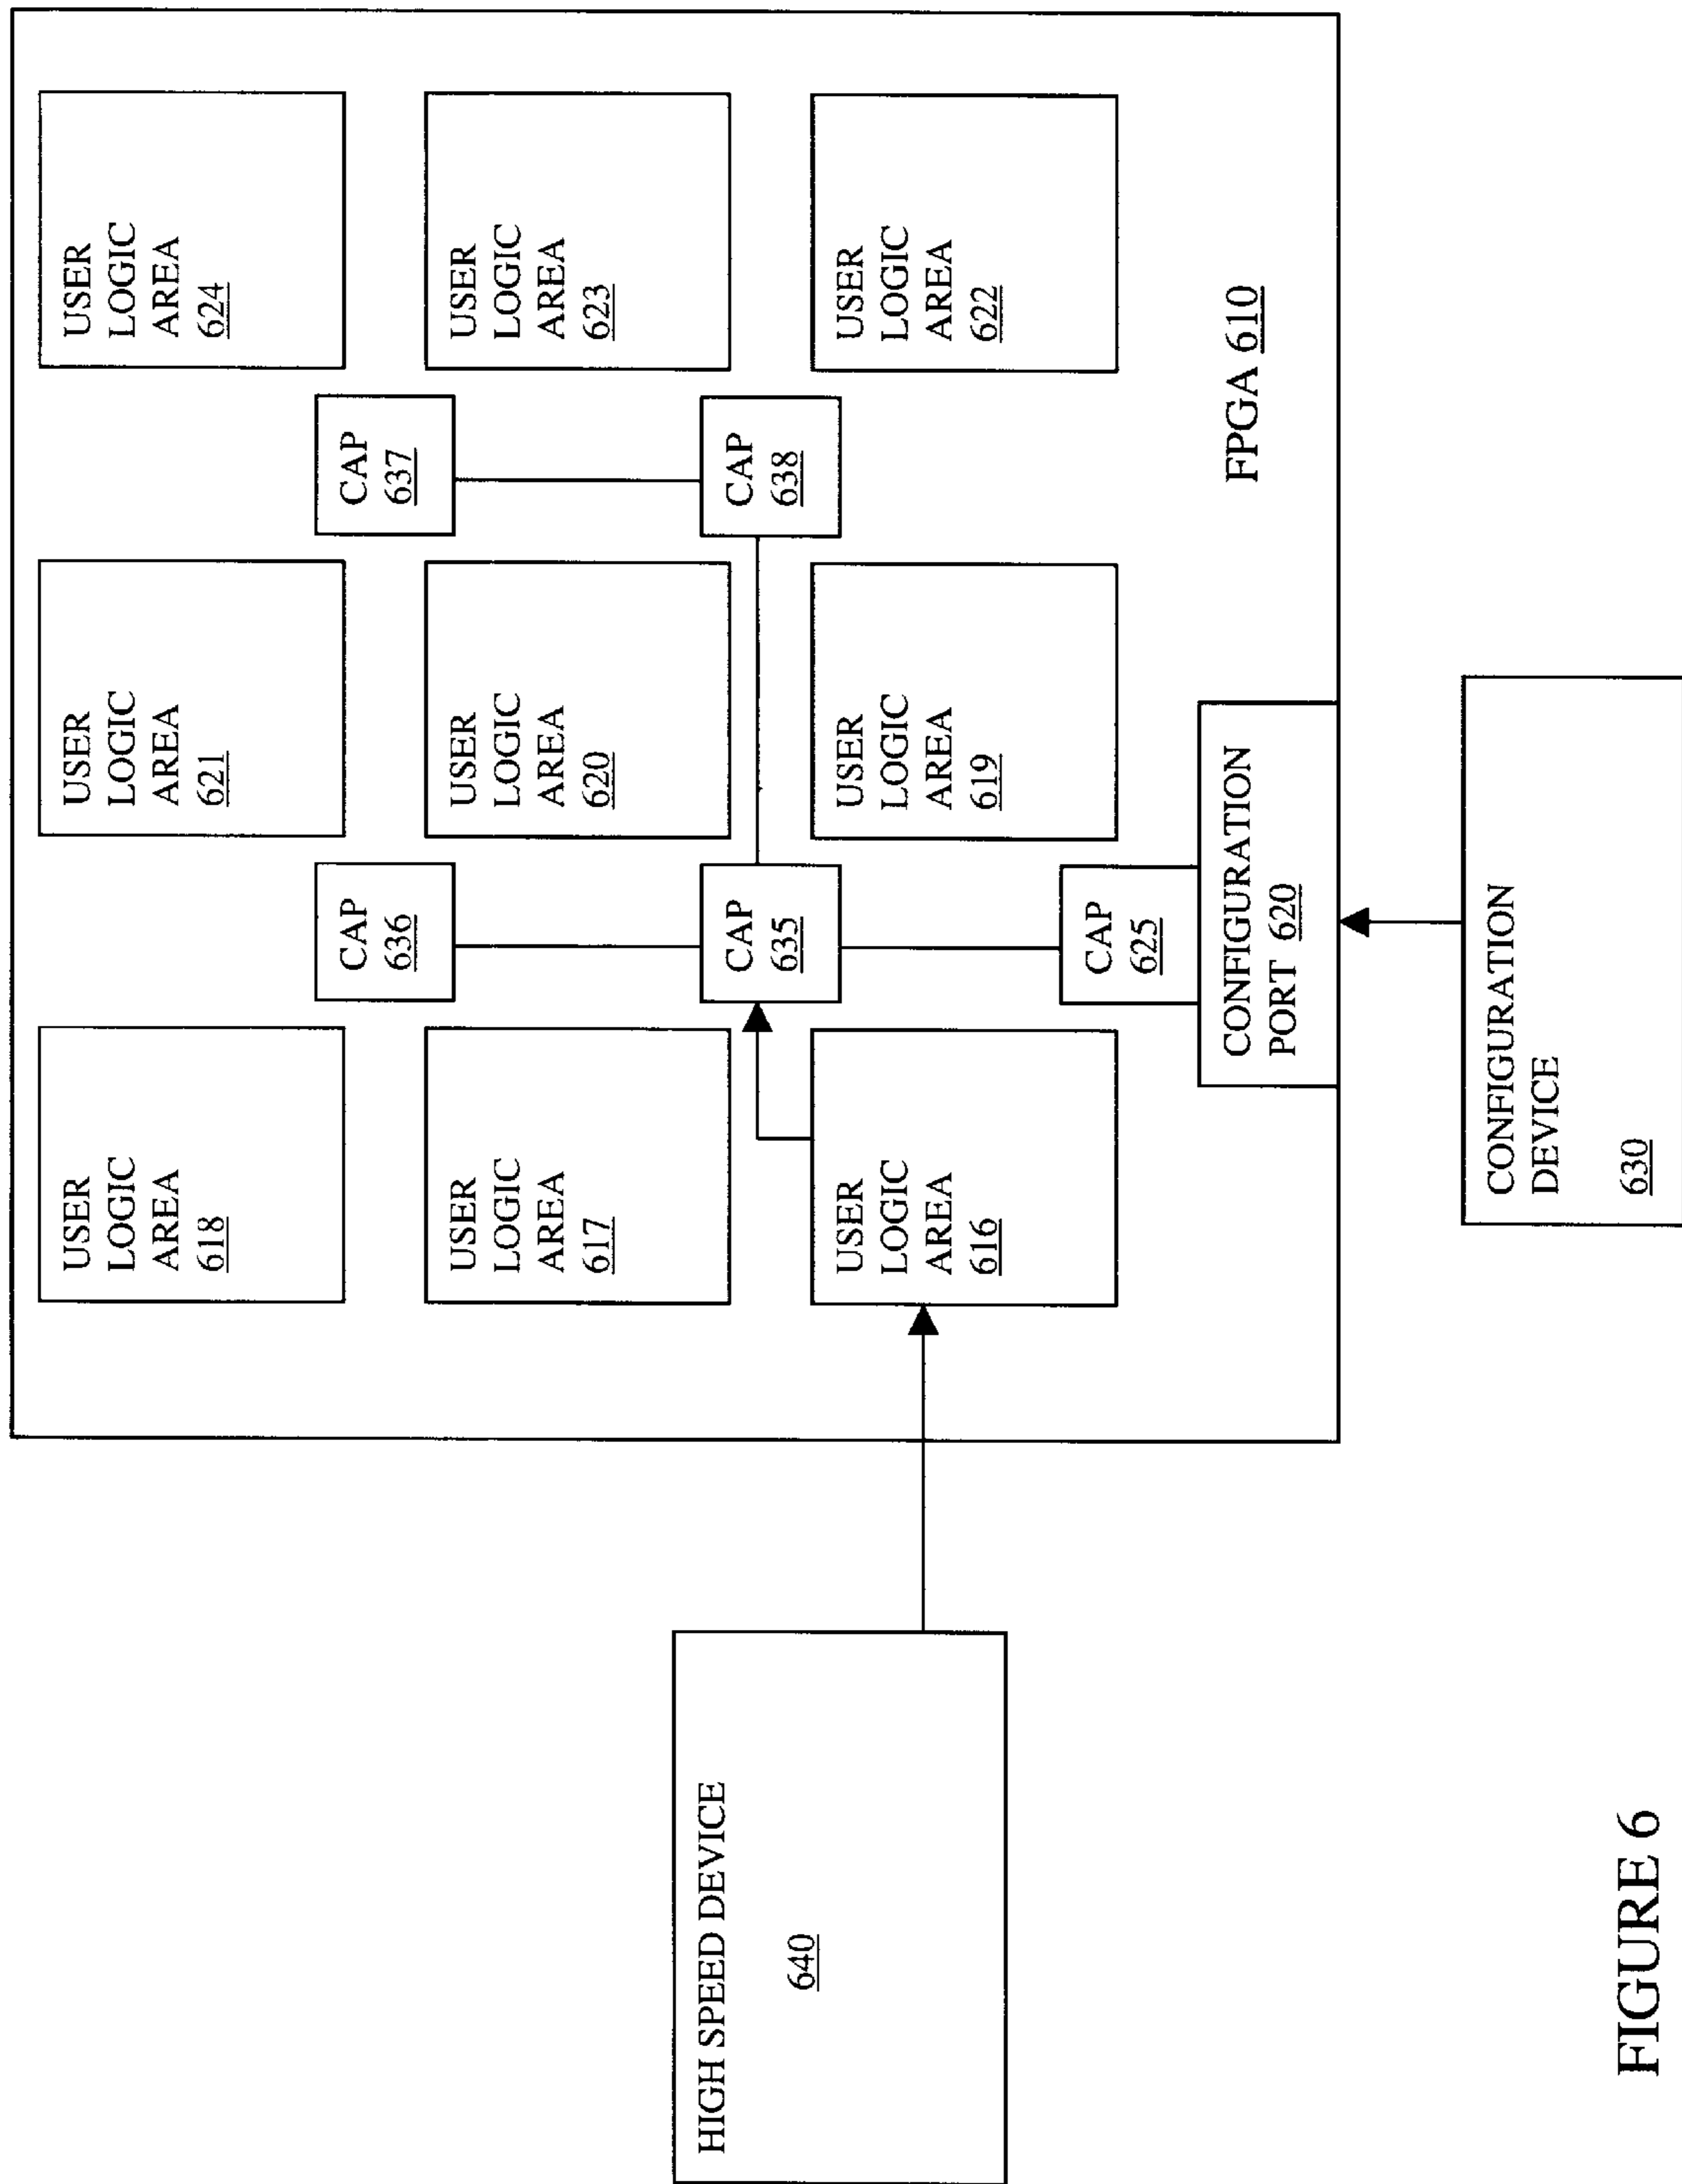 USER
LOGIC
AREA
618
USER
LOGIC
AREA
621
USER
LOGIC
AREA
624
CAP
636
CAP
637
USER
LOGIC
AREA
617
USER
LOGIC
AREA
620
USER
LOGIC
AREA
623
HIGH SPEED DEVICE
640
CAP
635
CAP
638
USER
LOGIC
AREA
616
USER
LOGIC
AREA
619
USER
LOGIC
AREA
622
CAP
625
CONFIGURATION
PORT 620
FPGA 610
CONFIGURATION
DEVICE
630
FIGURE 6